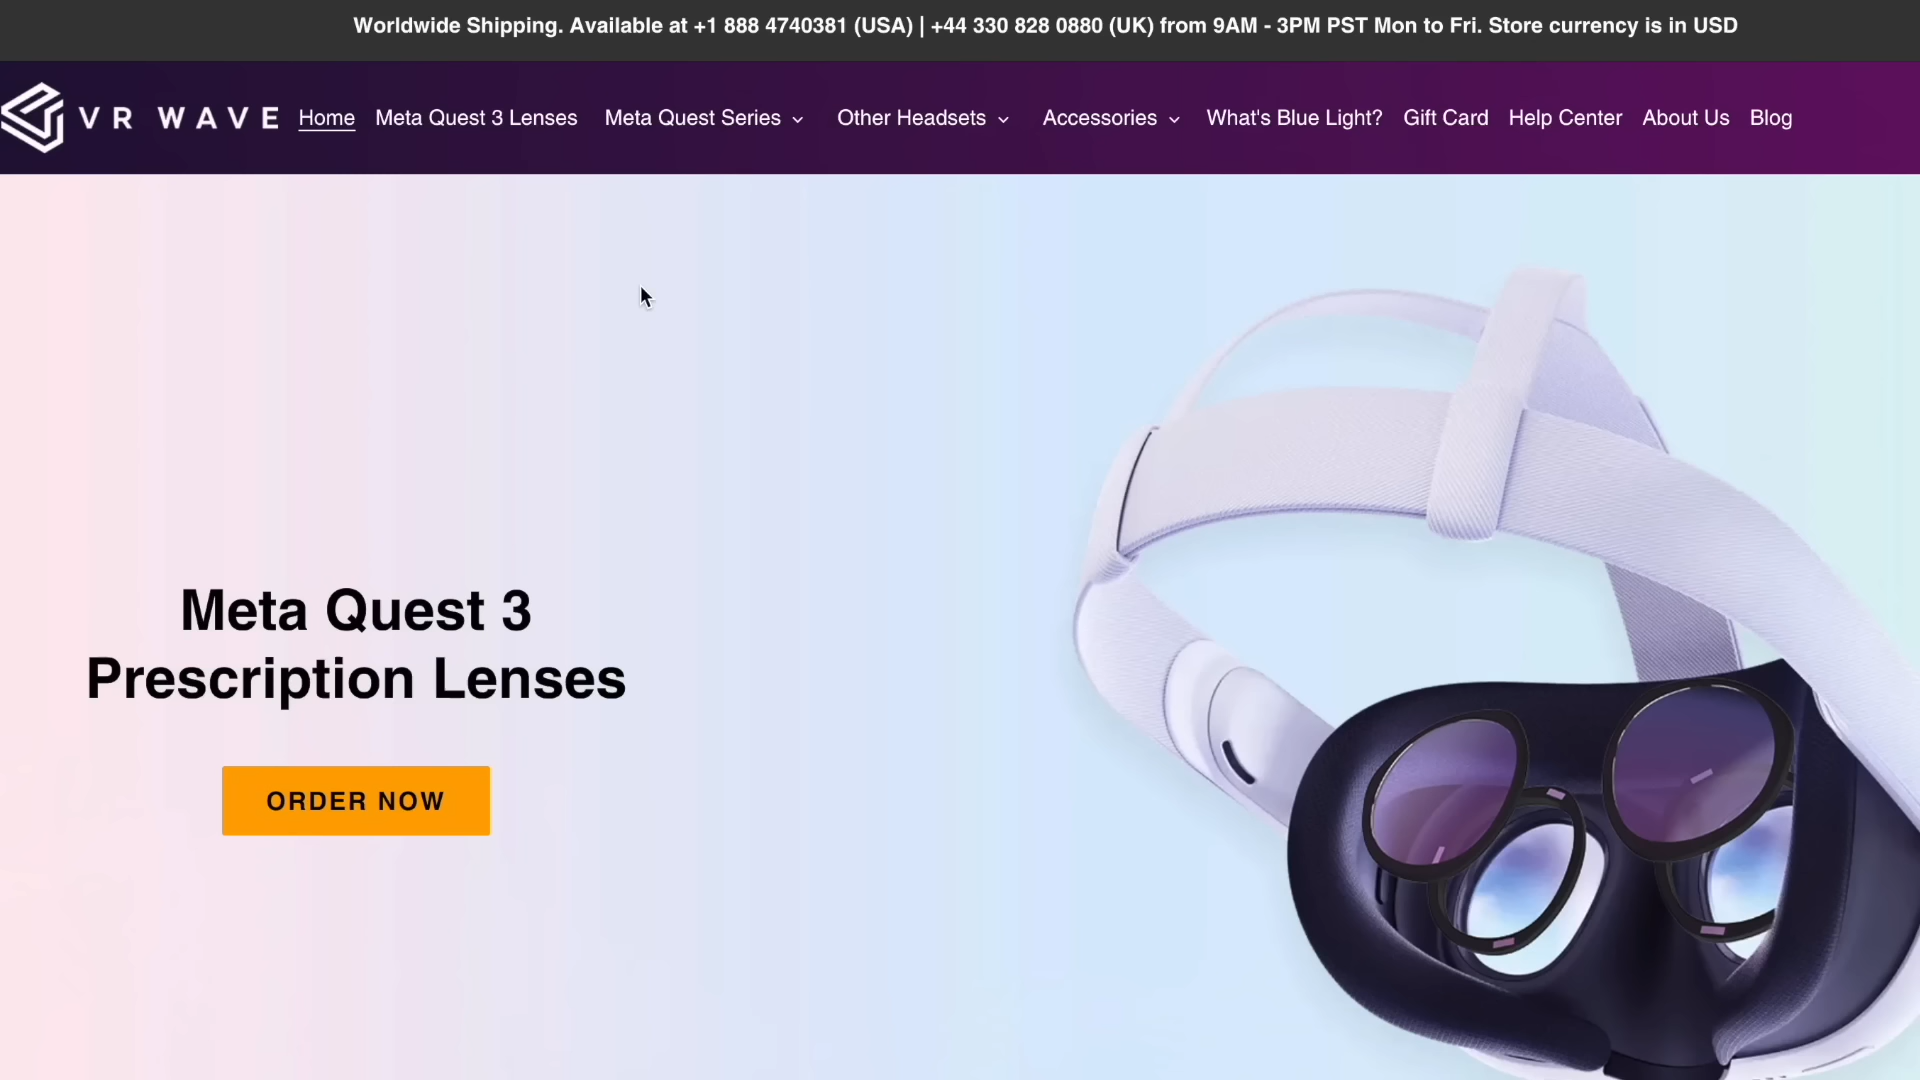 Worldwide Shipping. Available at +1 888 4740381 (USA) | +44 330 828 0880 (UK) from 9AM - 3PM PST Mon to Fri. Store currency is in USD
VR WAVE Home Meta Quest 3 Lenses Meta Quest Series Other Headsets Accessories What's Blue Light? Gift Card Help Center About Us Blog
Meta Quest 3
Prescription Lenses
ORDER NOW